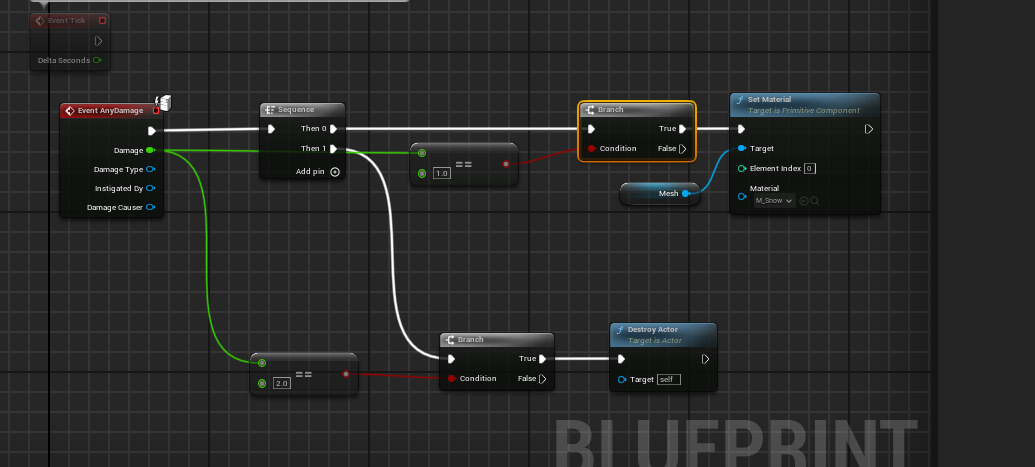 Event Tick
Delta Seconds
Event AnyDamage
Damage
Damage Type
Instigated By
Damage Causer
Sequence
Then 0
Then 1
Add pin
==
1.0
Branch
True
Condition
False
Mesh
Set Material
Target is Primitive Component
Target
Element Index 0
Material
M_Snow
==
2.0
Branch
True
Condition
False
Destroy Actor
Target is Actor
Target self
BLUEPRINT